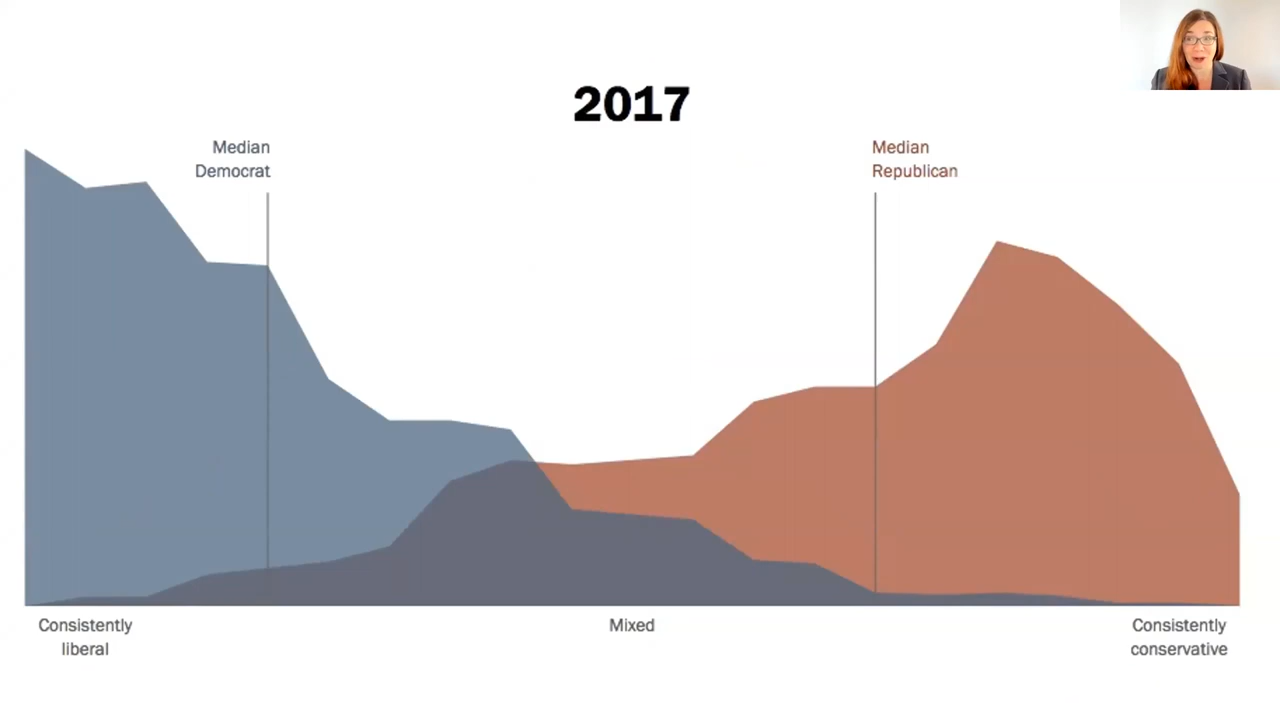 2017
Median
Democrat
Median
Republican
Consistently
liberal
Mixed
Consistently
conservative